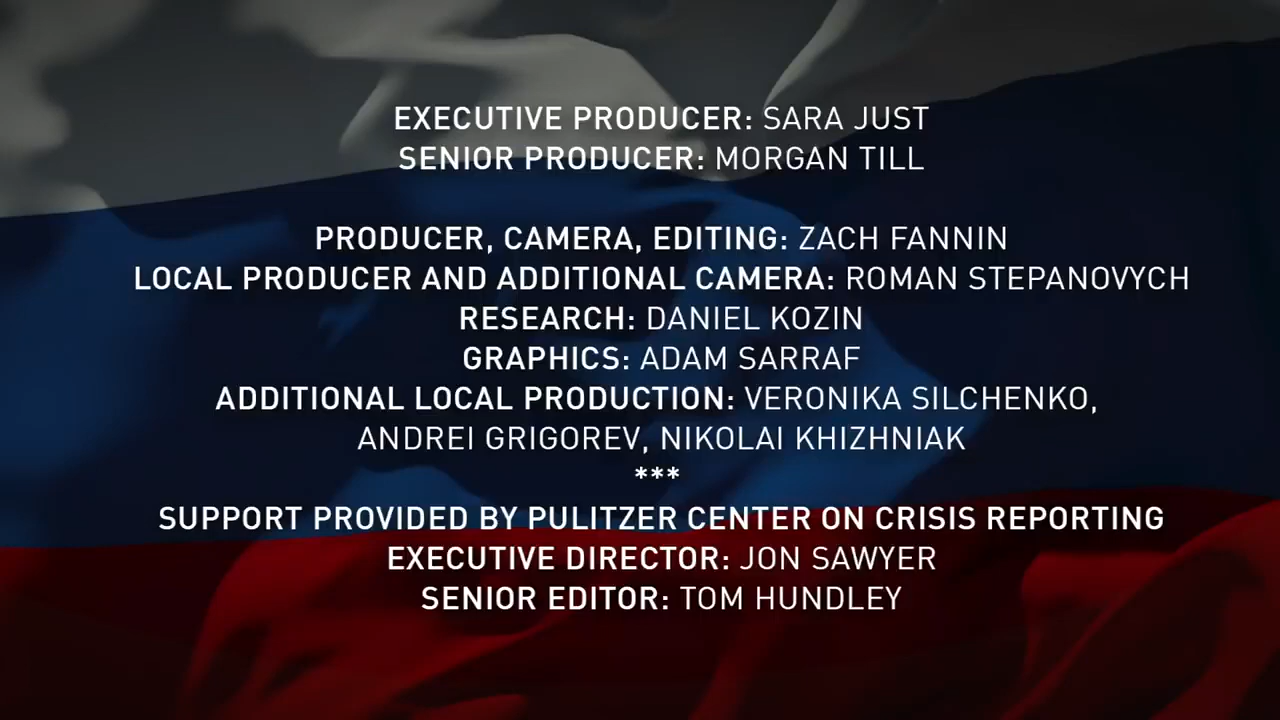 EXECUTIVE PRODUCER: SARA JUST
SENIOR PRODUCER: MORGAN TILL
PRODUCER, CAMERA, EDITING: ZACH FANNIN
LOCAL PRODUCER AND ADDITIONAL CAMERA: ROMAN STEPANOVYCH
RESEARCH: DANIEL KOZIN
GRAPHICS: ADAM SARRAF
ADDITIONAL LOCAL PRODUCTION: VERONIKA SILCHENKO,
ANDREI GRIGOREV, NIKOLAI KHIZHNIAK
***
SUPPORT PROVIDED BY PULITZER CENTER ON CRISIS REPORTING
EXECUTIVE DIRECTOR: JON SAWYER
SENIOR EDITOR: TOM HUNDLEY